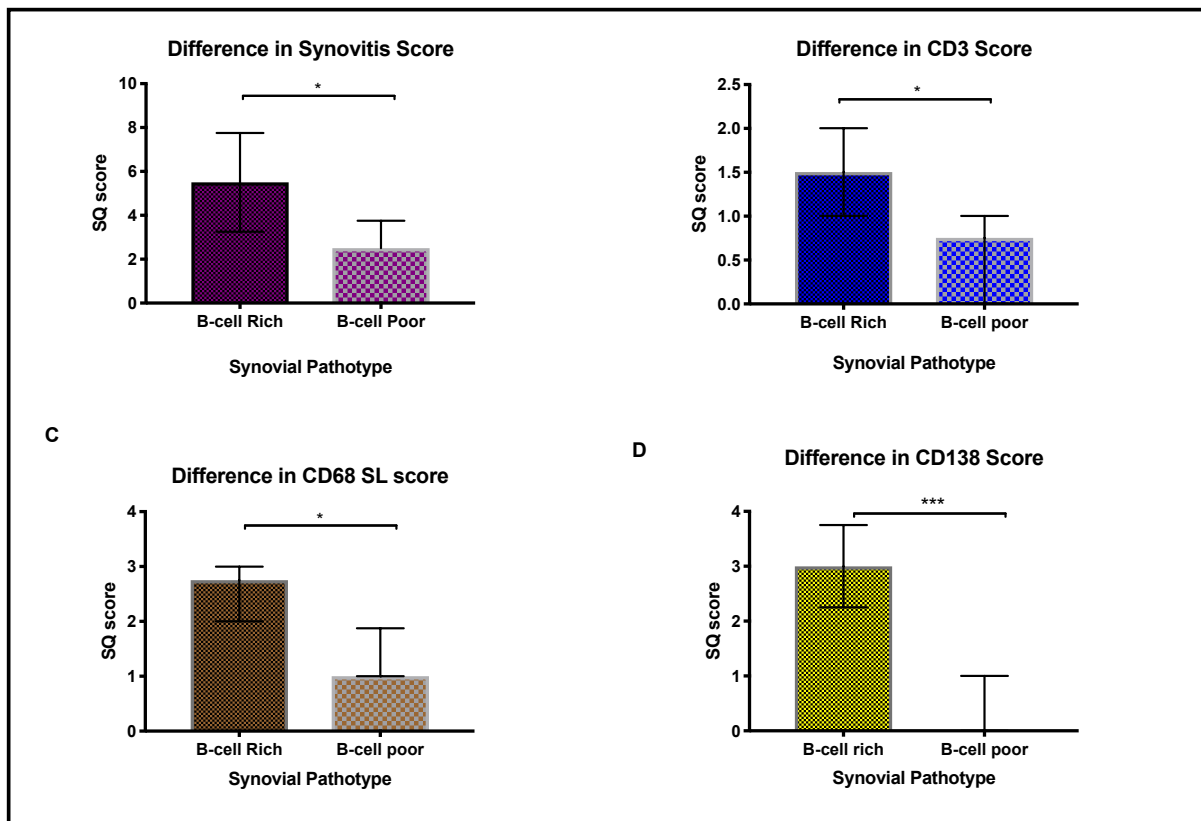 Difference in Synovitis Score
*
10
8
6
4
2
0
SQ score
B-cell Rich
B-cell Poor
Synovial Pathotype
Difference in CD3 Score
*
2.5
2.0
1.5
1.0
0.5
0.0
SQ score
B-cell Rich
B-cell poor
Synovial Pathotype
C
Difference in CD68 SL score
*
4
3
2
1
0
SQ score
B-cell Rich
B-cell poor
Synovial Pathotype
D
Difference in CD138 Score
***
4
3
2
1
0
SQ score
B-cell rich
B-cell poor
Synovial Pathotype